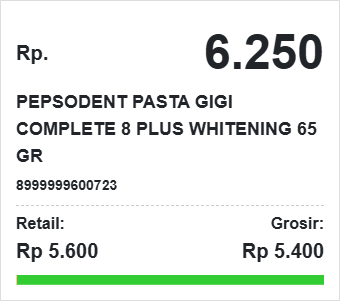 Rp. 6.250
PEPSODENT PASTA GIGI
COMPLETE 8 PLUS WHITENING 65
GR
8999999600723
Retail: Grosir:
Rp 5.600 Rp 5.400